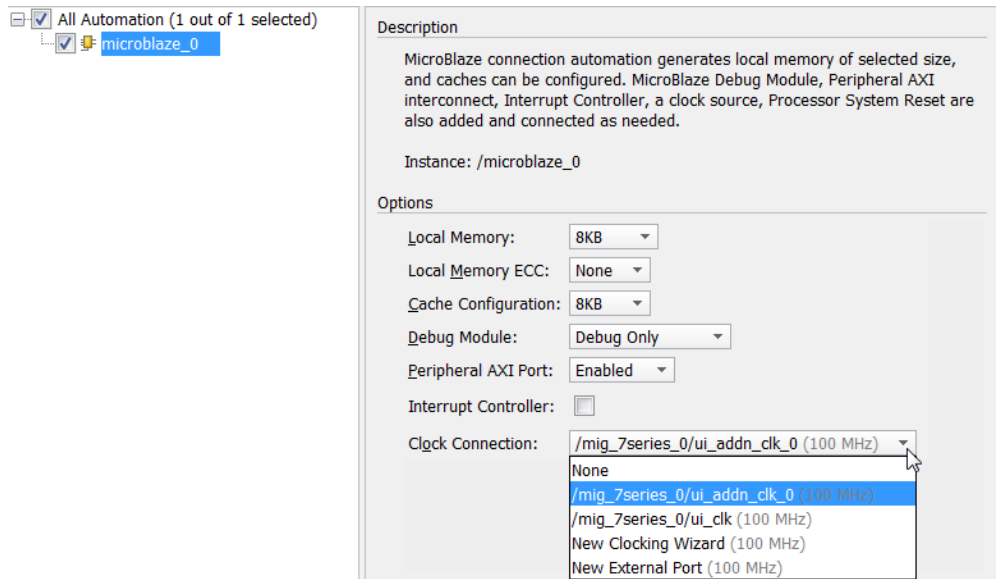 All Automation (1 out of 1 selected)
microblaze_0
Description
MicroBlaze connection automation generates local memory of selected size,
and caches can be configured. MicroBlaze Debug Module, Peripheral AXI
interconnect, Interrupt Controller, a clock source, Processor System Reset are
also added and connected as needed.
Instance: /microblaze_0
Options
Local Memory: 8KB
Local Memory ECC: None
Cache Configuration: 8KB
Debug Module: Debug Only
Peripheral AXI Port: Enabled
Interrupt Controller:
Clock Connection: /mig_7series_0/ui_addn_clk_0 (100 MHz)
None
/mig_7series_0/ui_addn_clk_0 (100 MHz)
/mig_7series_0/ui_clk (100 MHz)
New Clocking Wizard (100 MHz)
New External Port (100 MHz)